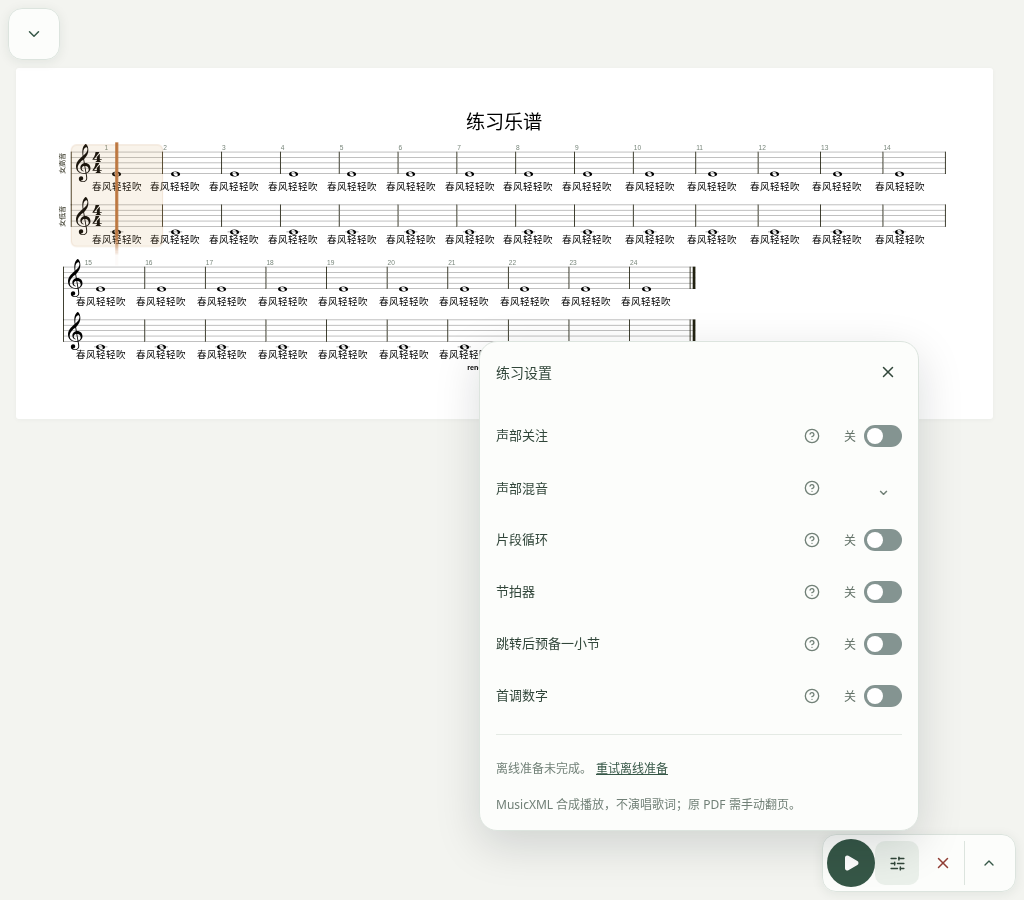 练习乐谱
女高音
1 2 3 4 5 6 7 8 9 10 11 12 13 14
春风轻轻吹 春风轻轻吹 春风轻轻吹 春风轻轻吹 春风轻轻吹 春风轻轻吹 春风轻轻吹 春风轻轻吹 春风轻轻吹 春风轻轻吹 春风轻轻吹 春风轻轻吹 春风轻轻吹 春风轻轻吹
女低音
春风轻轻吹 春风轻轻吹 春风轻轻吹 春风轻轻吹 春风轻轻吹 春风轻轻吹 春风轻轻吹 春风轻轻吹 春风轻轻吹 春风轻轻吹 春风轻轻吹 春风轻轻吹 春风轻轻吹 春风轻轻吹
15 16 17 18 19 20 21 22 23 24
春风轻轻吹 春风轻轻吹 春风轻轻吹 春风轻轻吹 春风轻轻吹 春风轻轻吹 春风轻轻吹 春风轻轻吹 春风轻轻吹 春风轻轻吹
春风轻轻吹 春风轻轻吹 春风轻轻吹 春风轻轻吹 春风轻轻吹 春风轻轻吹 春风轻轻
ren
练习设置
声部关注 关
声部混音
片段循环 关
节拍器 关
跳转后预备一小节 关
首调数字 关
离线准备未完成。 重试离线准备
MusicXML 合成播放，不演唱歌词；原 PDF 需手动翻页。